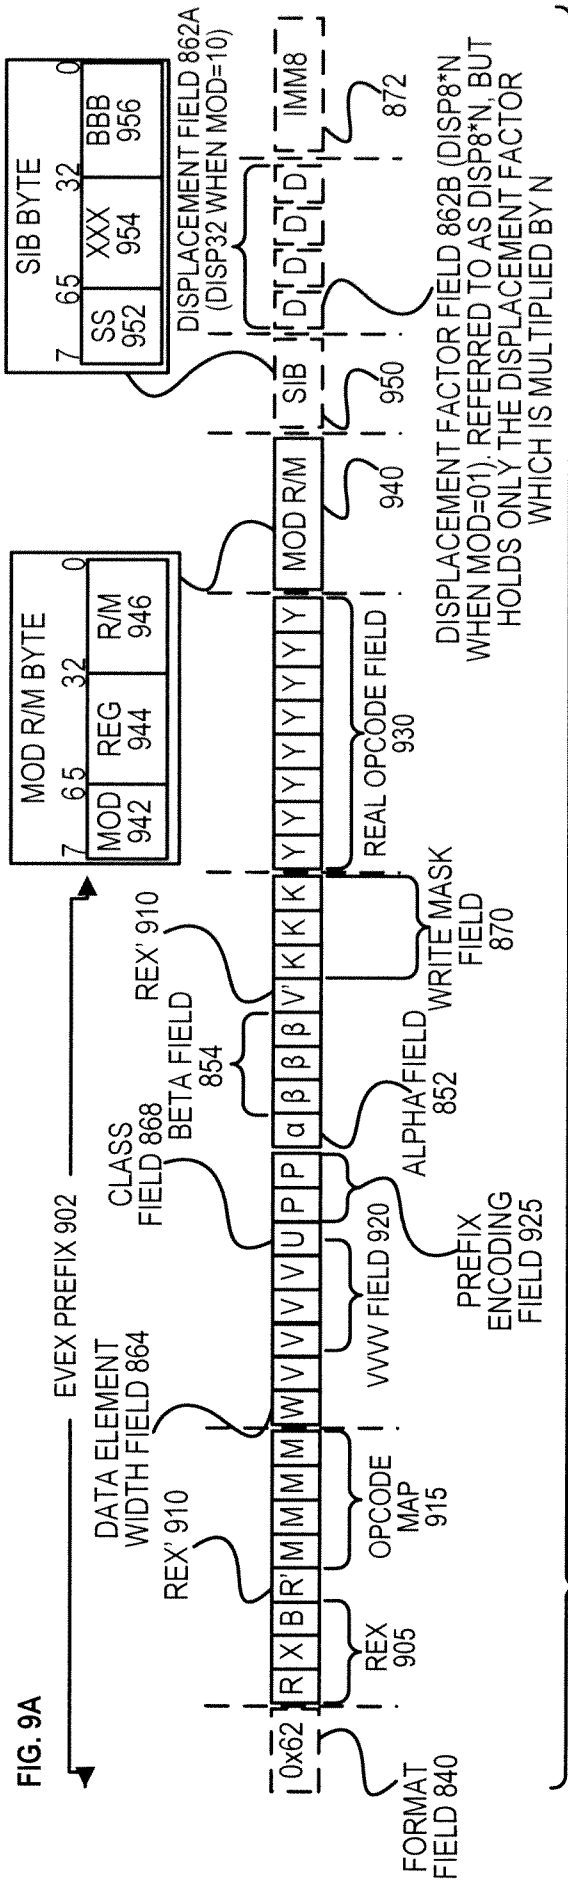 FIG. 9A
EVEX PREFIX 902
MOD R/M BYTE
7 6 5 3 2 0
MOD 942
REG 944
R/M 946
SIB BYTE
7 6 5 3 2 0
SS 952
XXX 954
BBB 956
DATA ELEMENT
WIDTH FIELD 864
REX' 910
CLASS
FIELD 868
BETA FIELD
854
REX' 910
DISPLACEMENT FIELD 862A
(DISP32 WHEN MOD=10)
0x62 R X B R' M M M M W V V V V U P P α β β β V' K K K Y Y Y Y Y Y Y Y MOD R/M SIB D D D D IMM8
FORMAT
FIELD 840
REX
905
OPCODE
MAP
915
VVVV FIELD 920
PREFIX
ENCODING
FIELD 925
ALPHA FIELD
852
WRITE MASK
FIELD
870
REAL OPCODE FIELD
930
940
950
872
DISPLACEMENT FACTOR FIELD 862B (DISP8*N
WHEN MOD=01). REFERRED TO AS DISP8*N, BUT
HOLDS ONLY THE DISPLACEMENT FACTOR
WHICH IS MULTIPLIED BY N